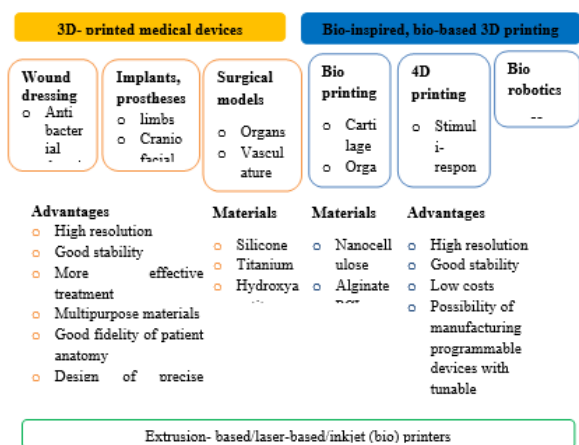 3D- printed medical devices
Bio-inspired, bio-based 3D printing
Wound
dressing
Anti
bacter
ial
Implants,
prostheses
limbs
Cranio
facial
Surgical
models
Organs
Vascul
ature
Bio
printing
Carti
lage
Orga
4D
printing
Stimul
i-
respon
Bio
robotics
Advantages
High resolution
Good stability
More effective
treatment
Multipurpose materials
Good fidelity of patient
anatomy
Design of precise
Materials
Silicone
Titanium
Hydroxya
Materials
Nanocell
ulose
Alginate
Advantages
High resolution
Good stability
Low costs
Possibility of
manufacturing
programmable
devices with
tunable
Extrusion- based/laser-based/inkjet (bio) printers